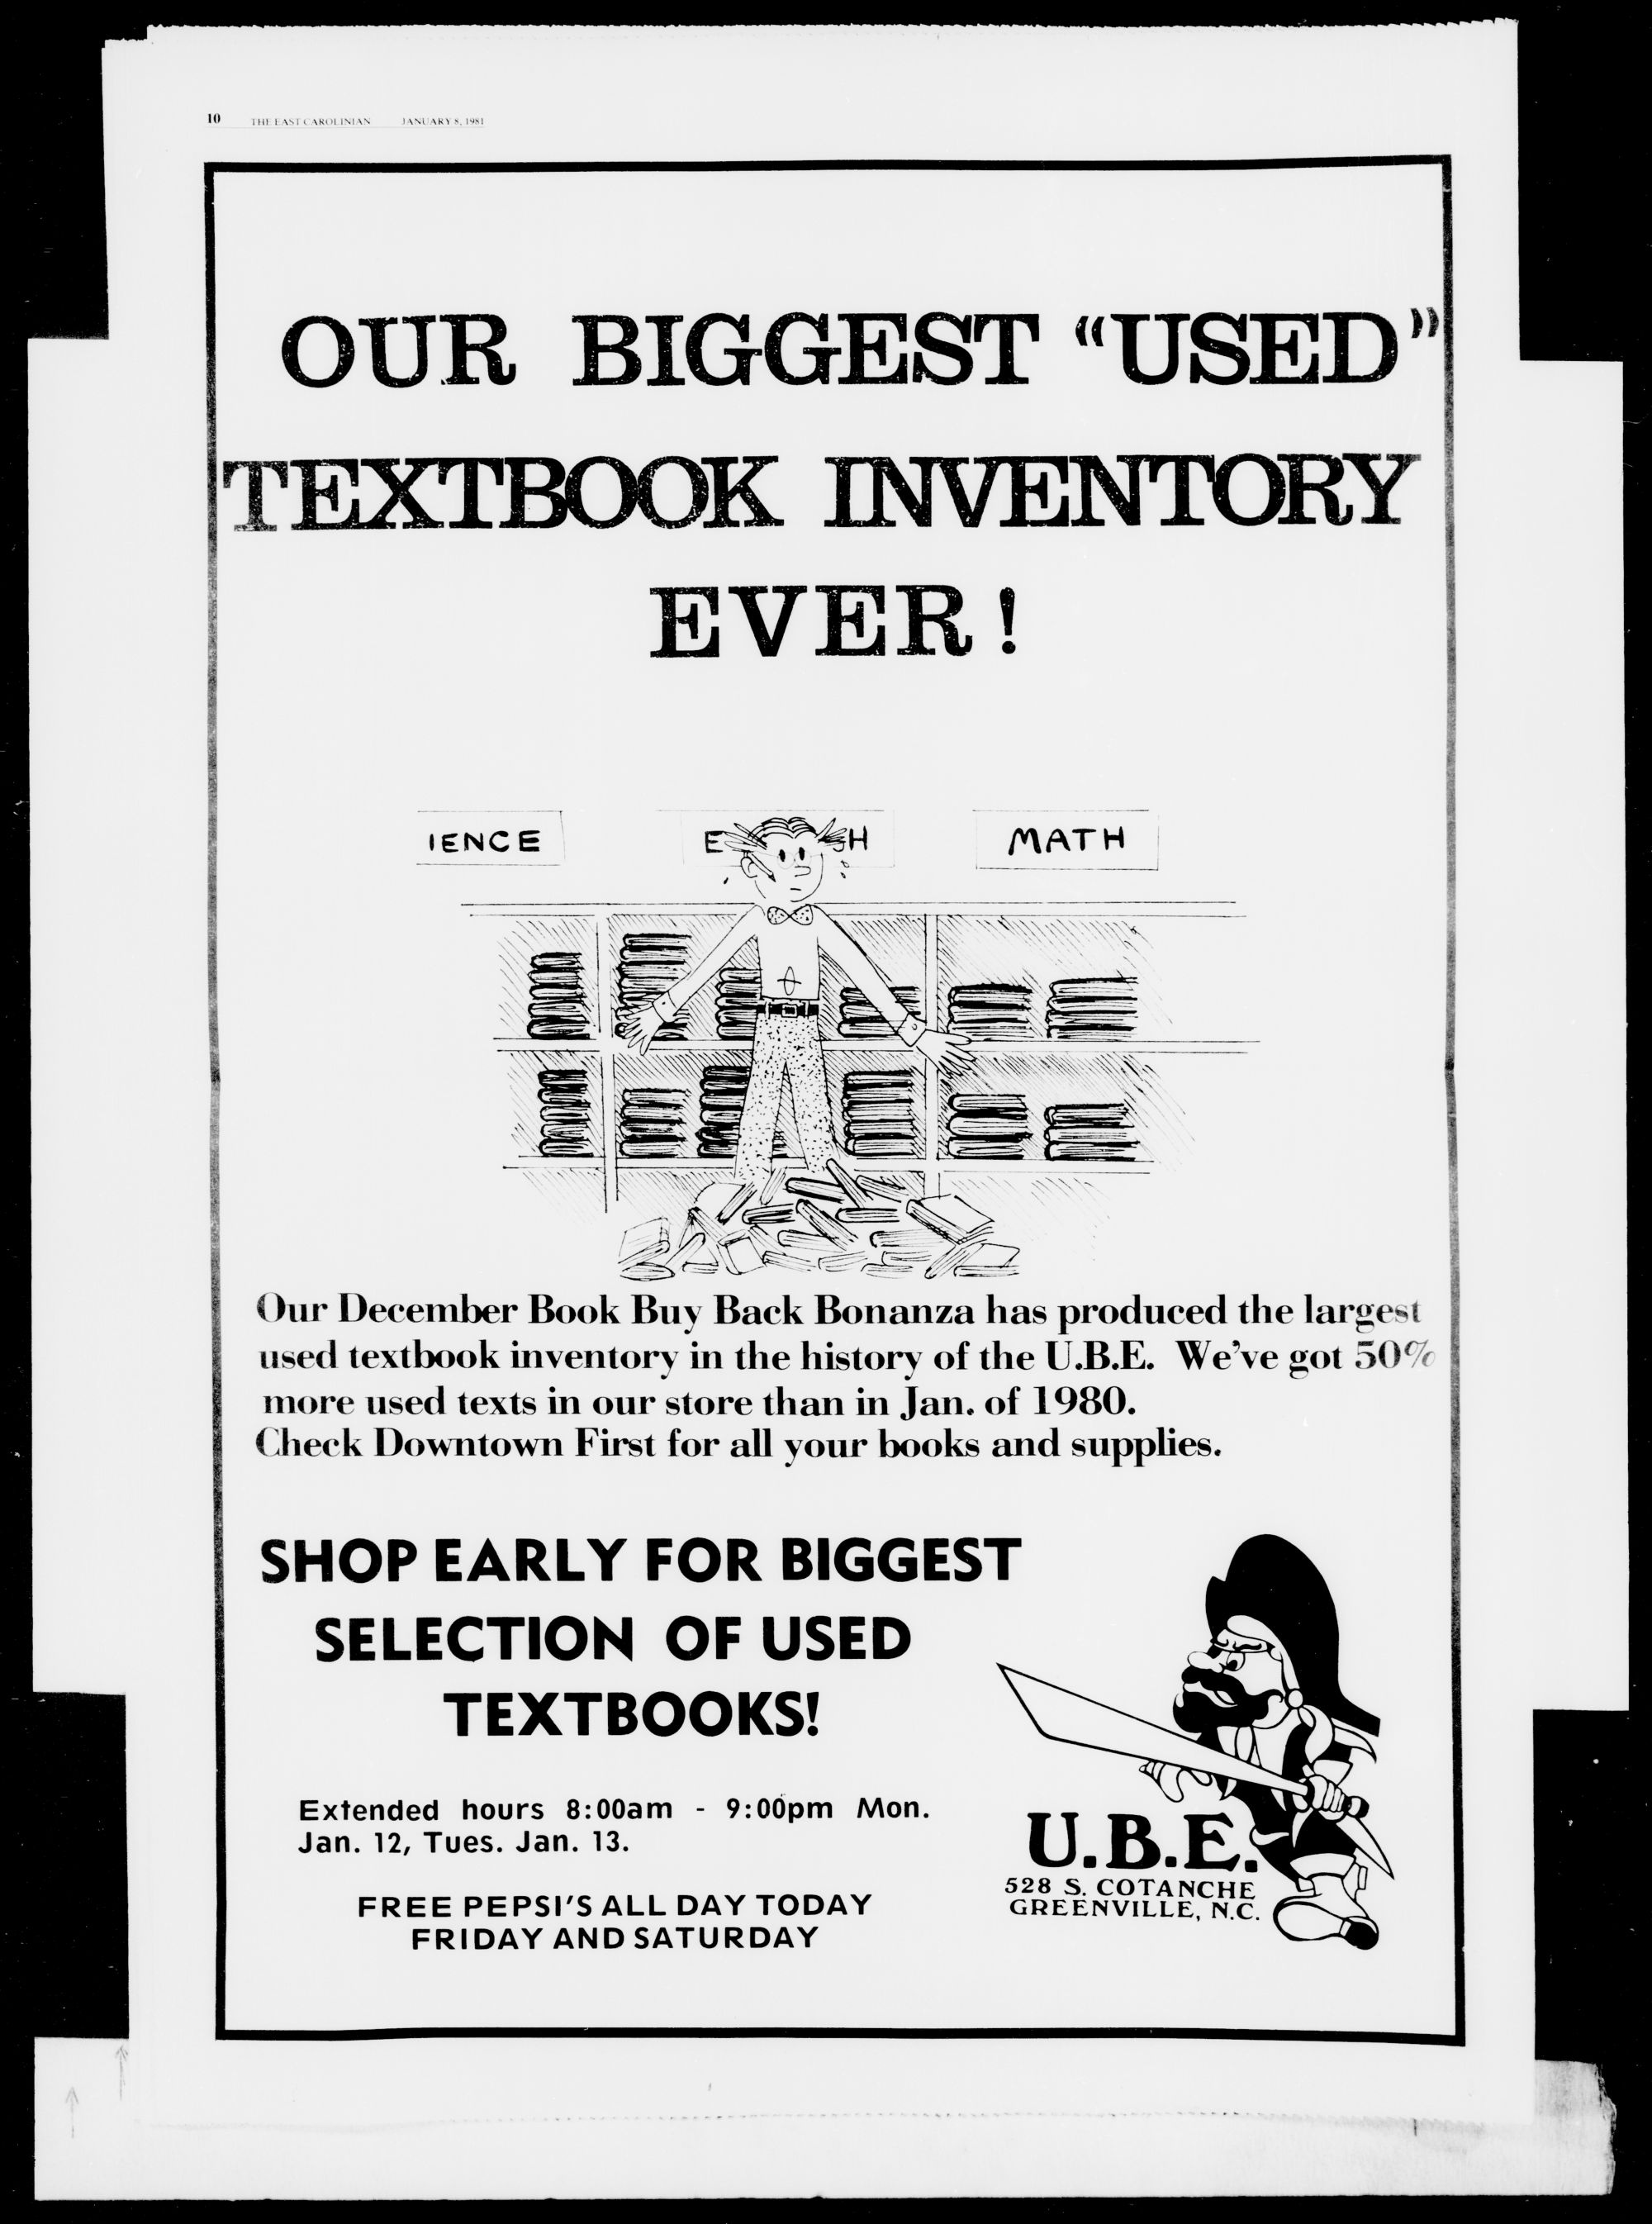 10 THE EAST CAROLINIAN JANUARY 8, 1981
OUR BIGGEST “USED”
TEXTBOOK INVENTORY
EVER!
IENCE E SH MATH
Our December Book Buy Back Bonanza has produced the largest
used textbook inventory in the history of the U.B.E. We’ve got 50%
more used texts in our store than in Jan. of 1980.
Check Downtown First for all your books and supplies.
SHOP EARLY FOR BIGGEST
SELECTION OF USED
TEXTBOOKS!
Extended hours 8:00am - 9:00pm Mon.
Jan. 12, Tues. Jan. 13.
FREE PEPSI’S ALL DAY TODAY
FRIDAY AND SATURDAY
U.B.E.
528 S. COTANCHE
GREENVILLE, N.C.